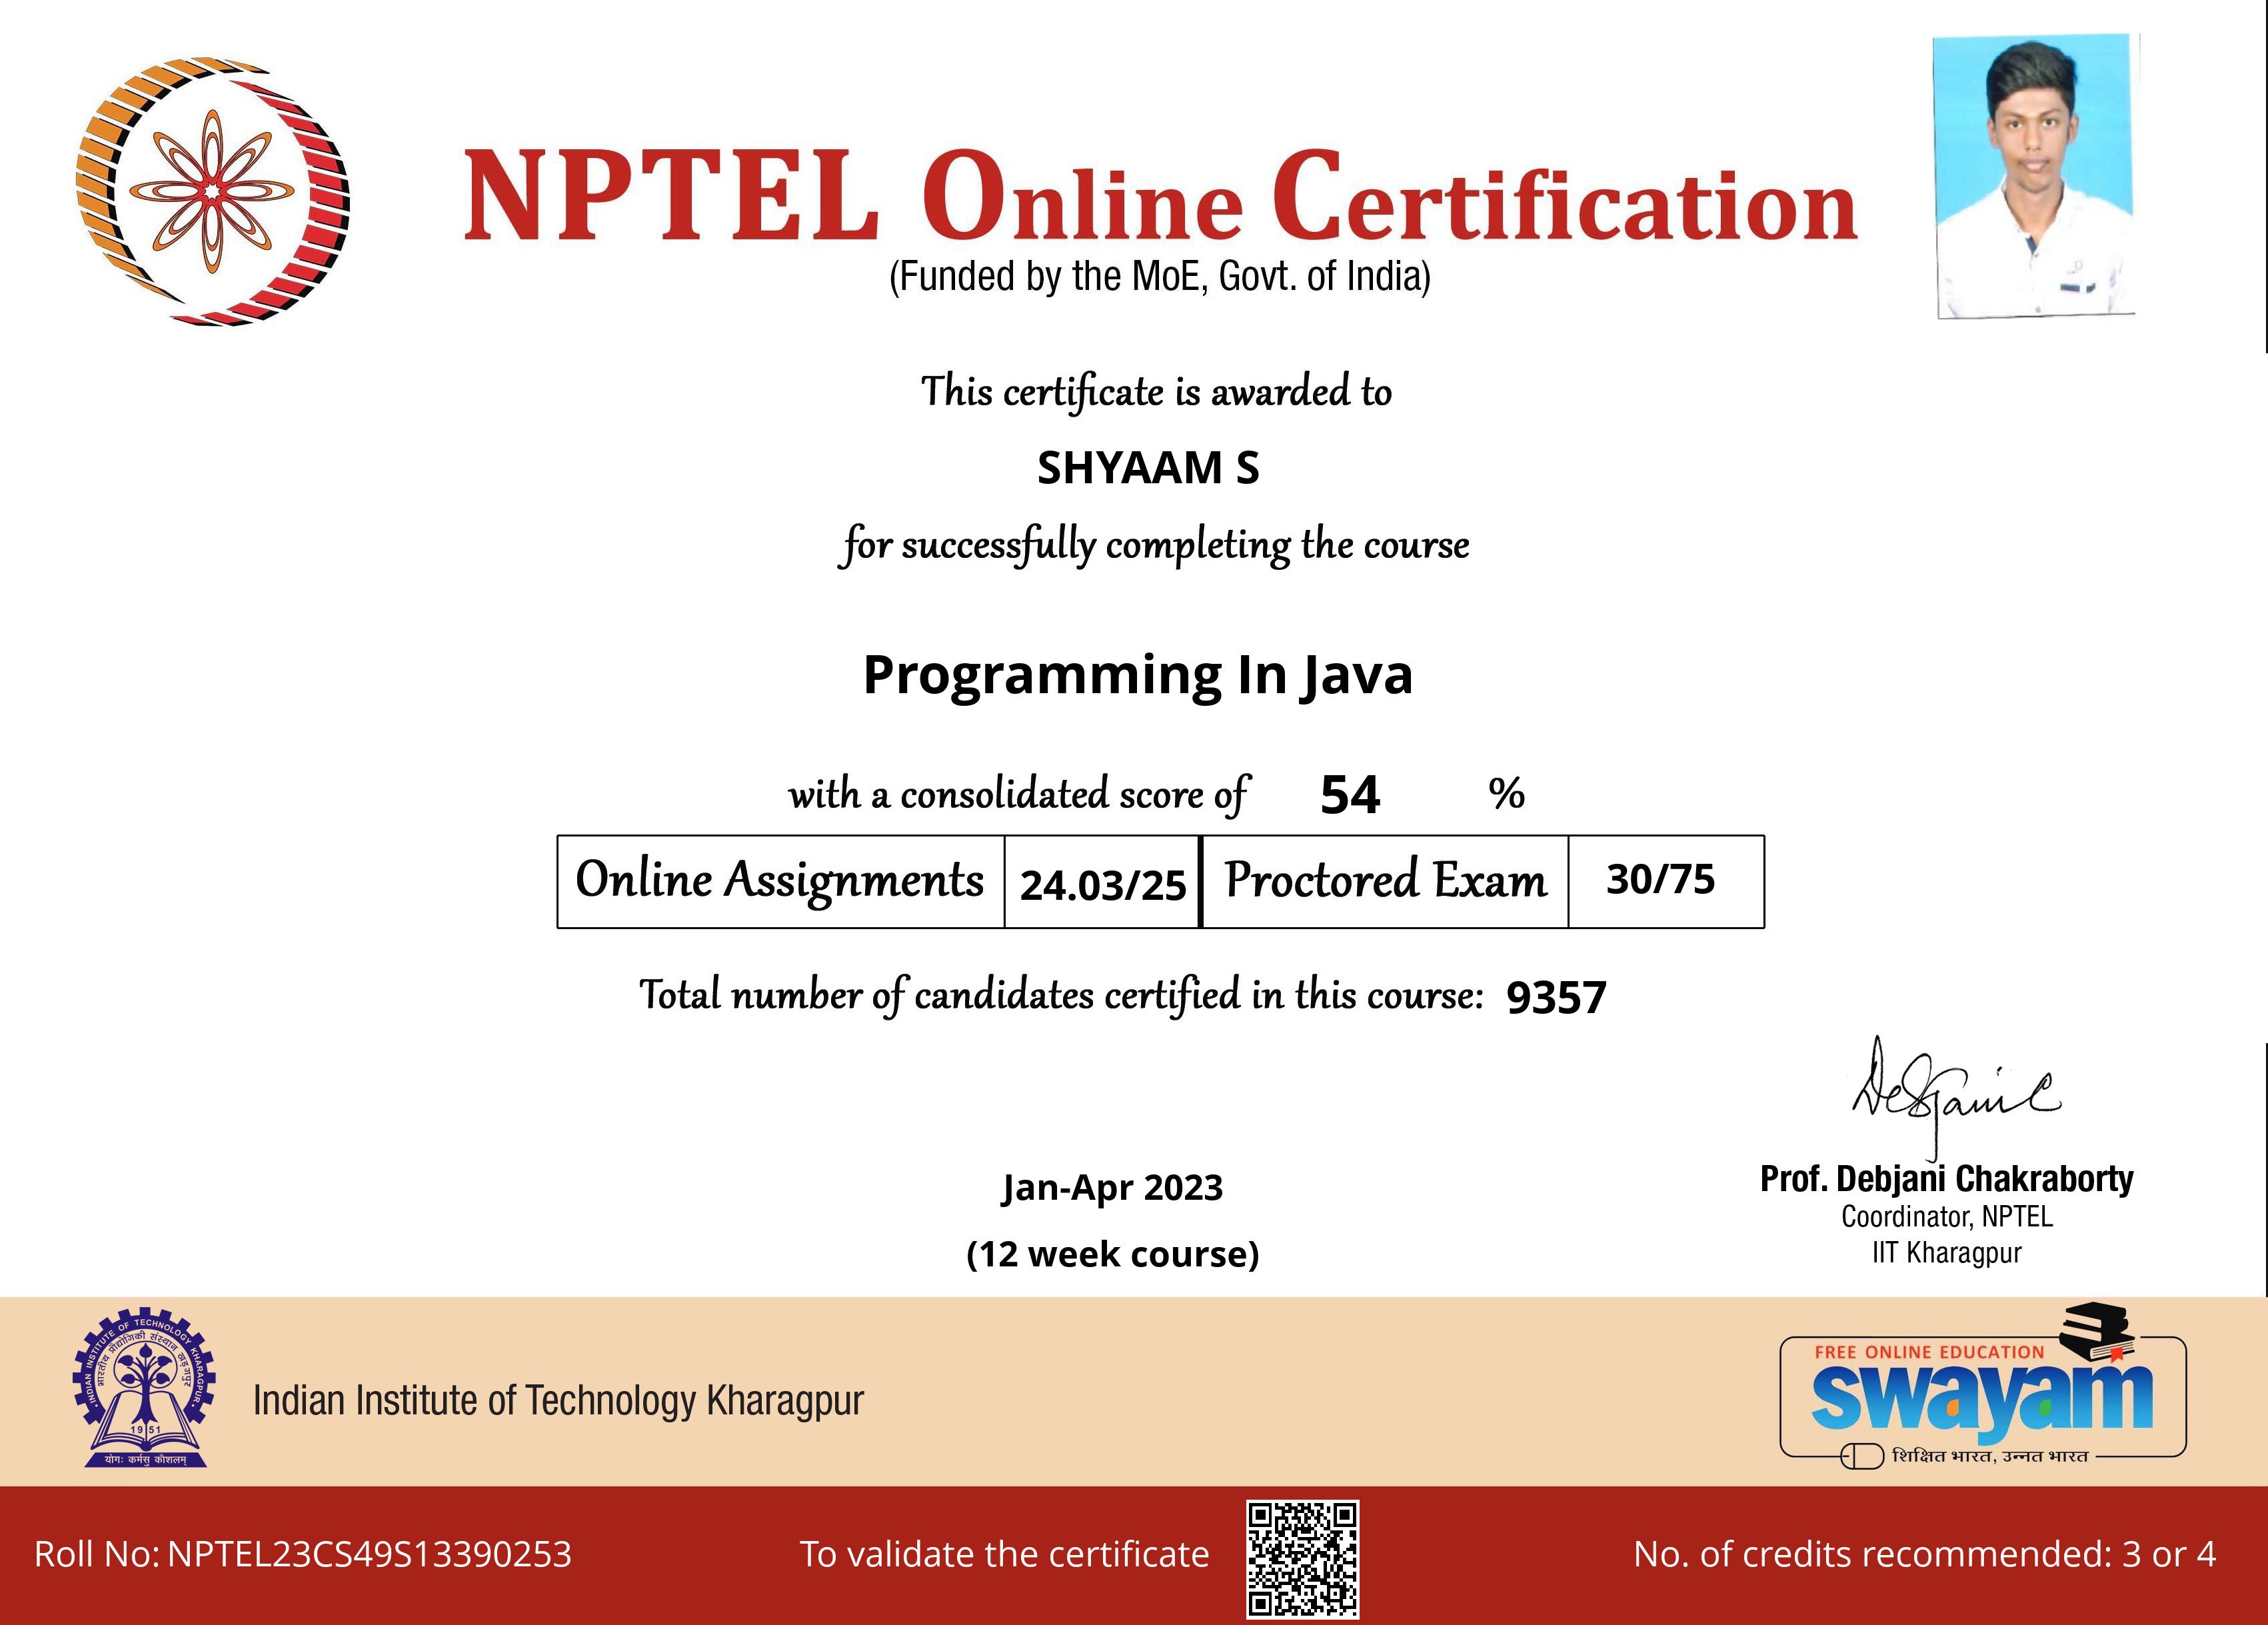 NPTEL Online Certification
(Funded by the MoE, Govt. of India)
This certificate is awarded to
SHYAAM S
for successfully completing the course
Programming In Java
with a consolidated score of 54 %
Online Assignments 24.03/25 Proctored Exam 30/75
Total number of candidates certified in this course: 9357
Debjani C
Prof. Debjani Chakraborty
Coordinator, NPTEL
IIT Kharagpur
Jan-Apr 2023
(12 week course)
INDIAN INSTITUTE OF TECHNOLOGY KHARAGPUR
भारतीय प्रौद्योगिकी संस्थान खड़गपुर
1951
योगः कर्मसु कौशलम्
Indian Institute of Technology Kharagpur
FREE ONLINE EDUCATION
swayam
शिक्षित भारत, उन्नत भारत
Roll No: NPTEL23CS49S13390253
To validate the certificate
No. of credits recommended: 3 or 4